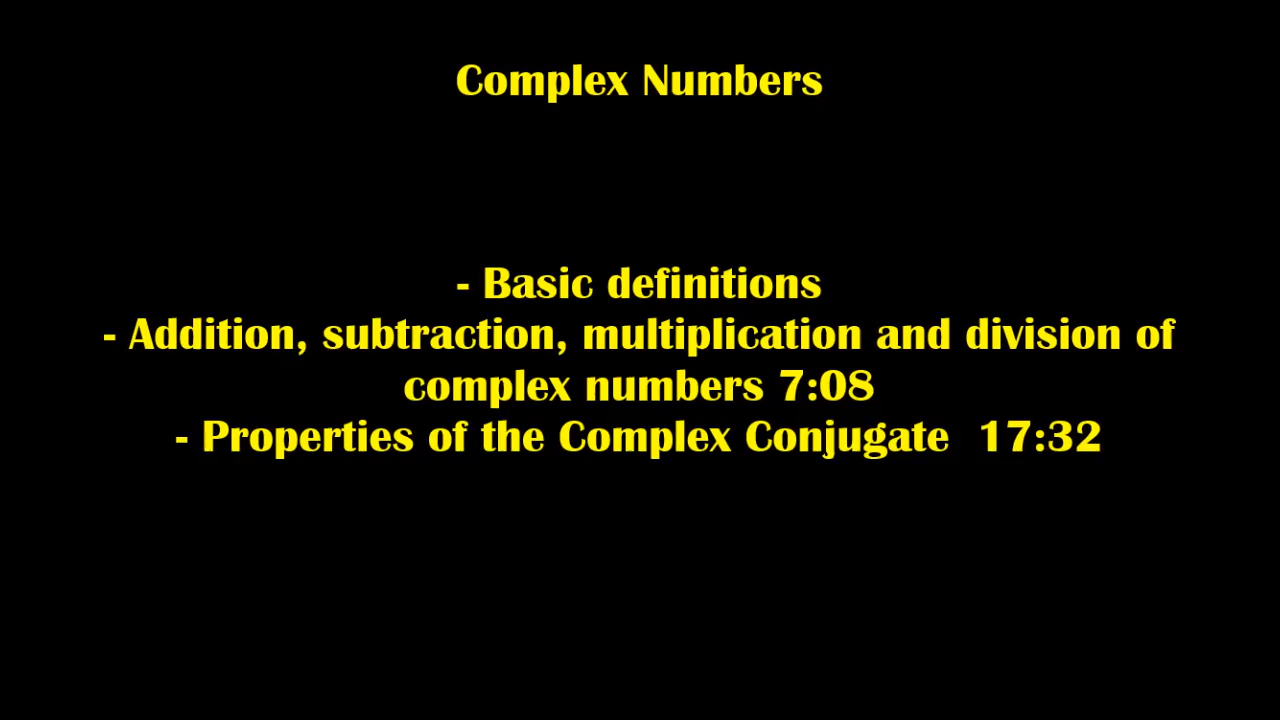 Complex Numbers
- Basic definitions
- Addition, subtraction, multiplication and division of
complex numbers 7:08
- Properties of the Complex Conjugate  17:32